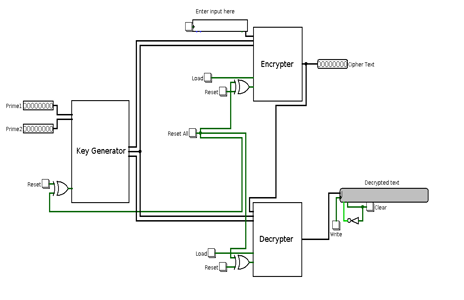 Enter input here
Encrypter
Load
Reset
Cipher Text
Prime1
Prime2
Key Generator
Reset All
Reset
Decrypted text
Clear
Write
Decrypter
Load
Reset